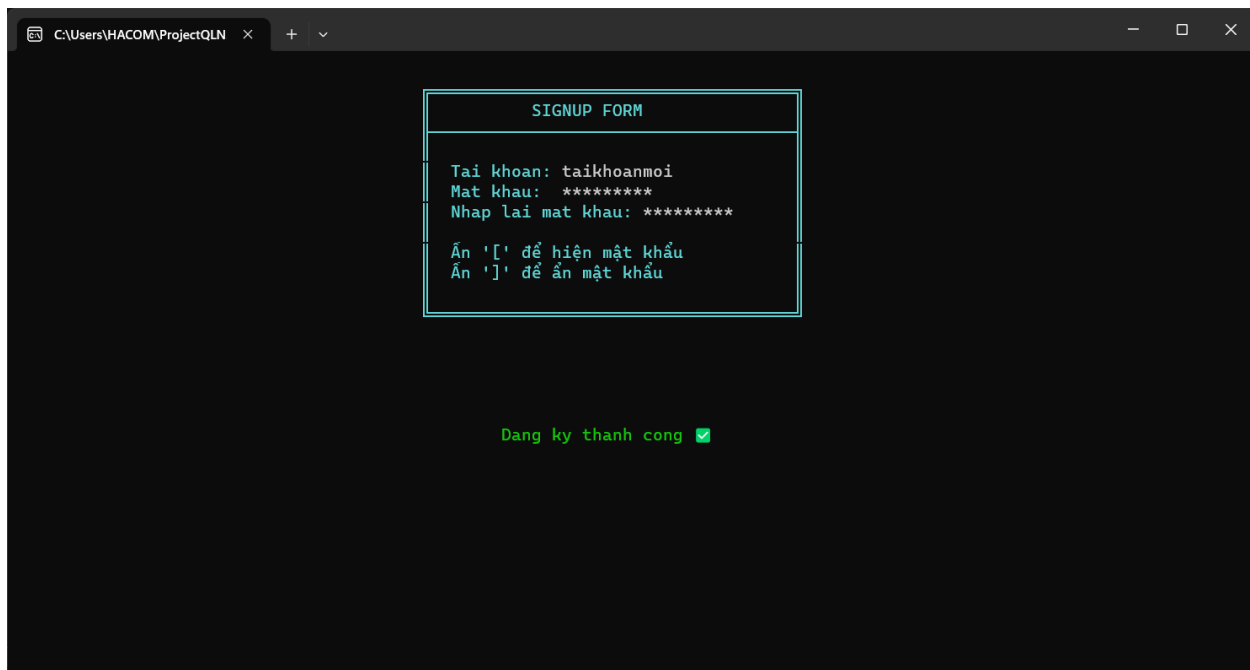 C:\Users\HACOM\ProjectQLN
SIGNUP FORM
Tai khoan: taikhoanmoi
Mat khau: *********
Nhap lai mat khau: *********
Ấn '[' để hiện mật khẩu
Ấn ']' để ẩn mật khẩu
Dang ky thanh cong ✅